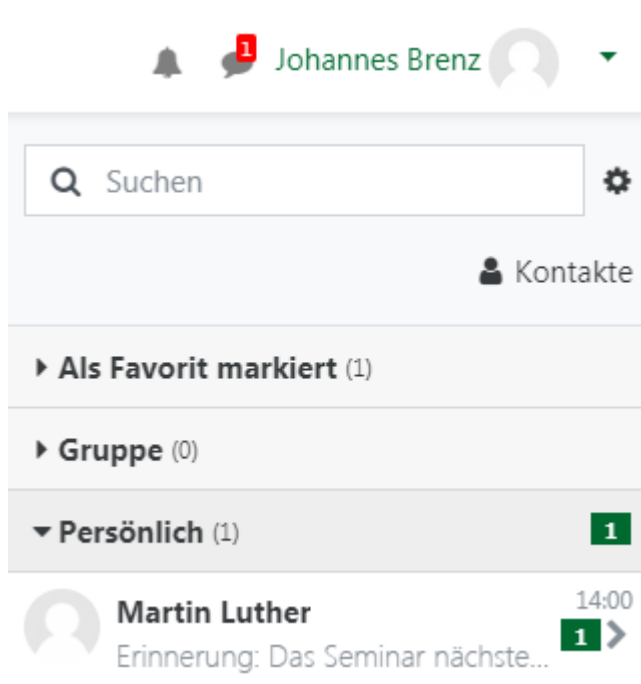 1
Johannes Brenz
Suchen
Kontakte
Als Favorit markiert (1)
Gruppe (0)
Persönlich (1) 1
Martin Luther 14:00
Erinnerung: Das Seminar nächste... 1